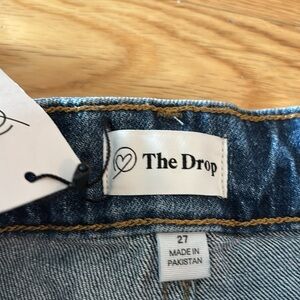 The Drop
27
MADE IN
PAKISTAN